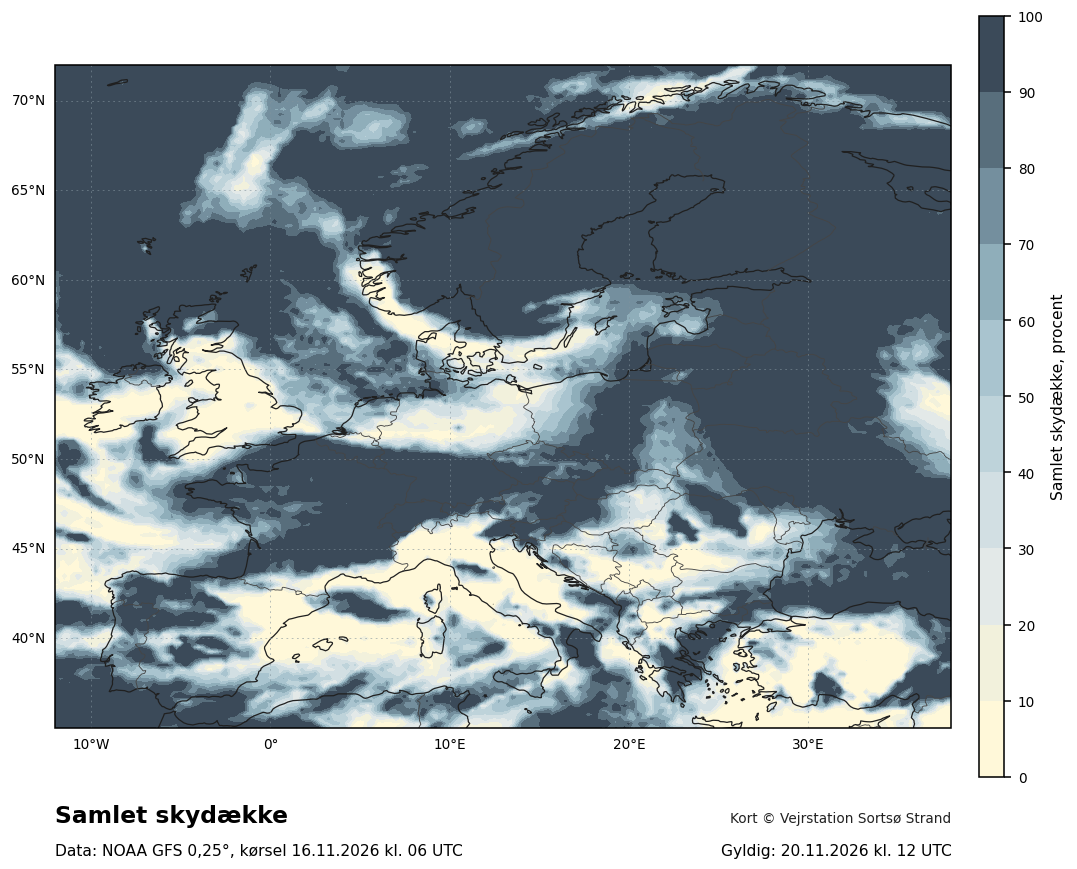 100
90
80
70
60
50
40
30
20
10
0
Samlet skydække, procent
70°N
65°N
60°N
55°N
50°N
45°N
40°N
10°W
0°
10°E
20°E
30°E
Samlet skydække
Kort © Vejrstation Sortsø Strand
Data: NOAA GFS 0,25°, kørsel 16.11.2026 kl. 06 UTC
Gyldig: 20.11.2026 kl. 12 UTC